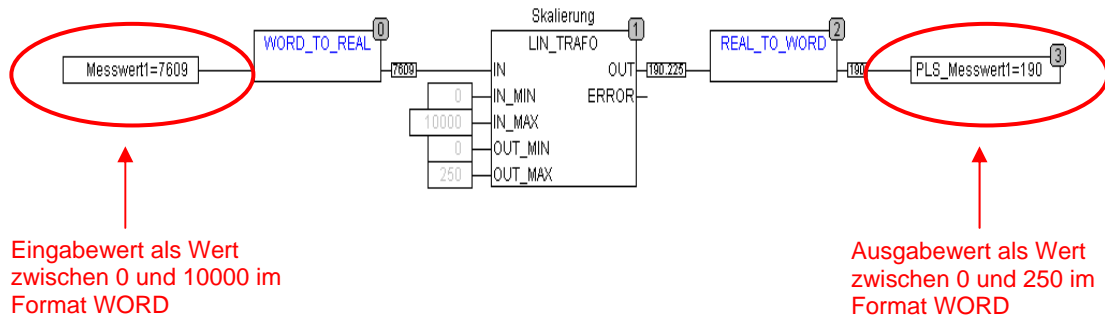 Skalierung
0
WORD_TO_REAL
1
LIN_TRAFO
2
REAL_TO_WORD
3
Messwert1=7609
7609
IN
OUT
190.225
190
PLS_Messwert1=190
0
IN_MIN
ERROR
10000
IN_MAX
0
OUT_MIN
250
OUT_MAX
Eingabewert als Wert
zwischen 0 und 10000 im
Format WORD
Ausgabewert als Wert
zwischen 0 und 250 im
Format WORD